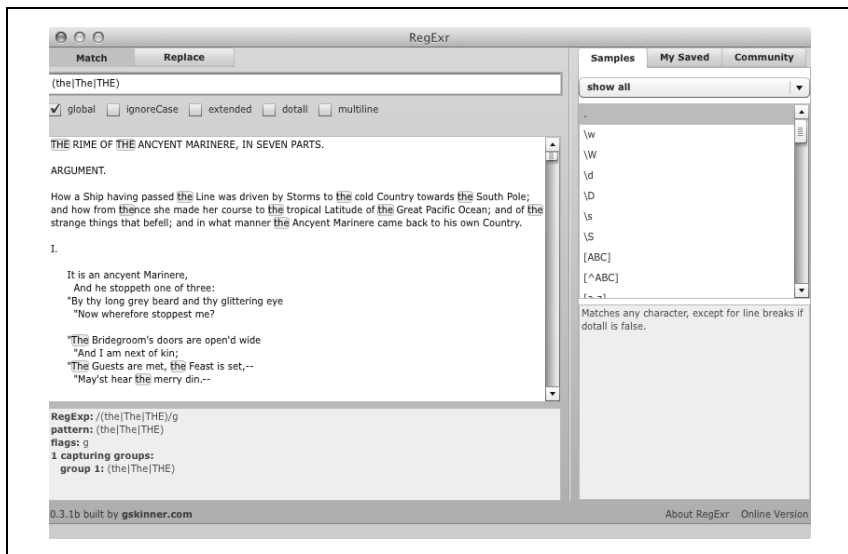 RegExr
Match Replace
(the|The|THE)
global ignoreCase extended dotall multiline
THE RIME OF THE ANCYENT MARINERE, IN SEVEN PARTS.
ARGUMENT.
How a Ship having passed the Line was driven by Storms to the cold Country towards the South Pole;
and how from thence she made her course to the tropical Latitude of the Great Pacific Ocean; and of the
strange things that befell; and in what manner the Ancyent Marinere came back to his own Country.
I.
It is an ancyent Marinere,
And he stoppeth one of three:
"By thy long grey beard and thy glittering eye
"Now wherefore stoppest me?
"The Bridegroom's doors are open'd wide
"And I am next of kin;
"The Guests are met, the Feast is set,--
"May'st hear the merry din.--
RegExp: /(the|The|THE)/g
pattern: (the|The|THE)
flags: g
1 capturing groups:
group 1: (the|The|THE)
Samples My Saved Community
show all
.
\w
\W
\d
\D
\s
\S
[ABC]
[^ABC]
[a-z]
Matches any character, except for line breaks if
dotall is false.
0.3.1b built by gskinner.com
About RegExr Online Version